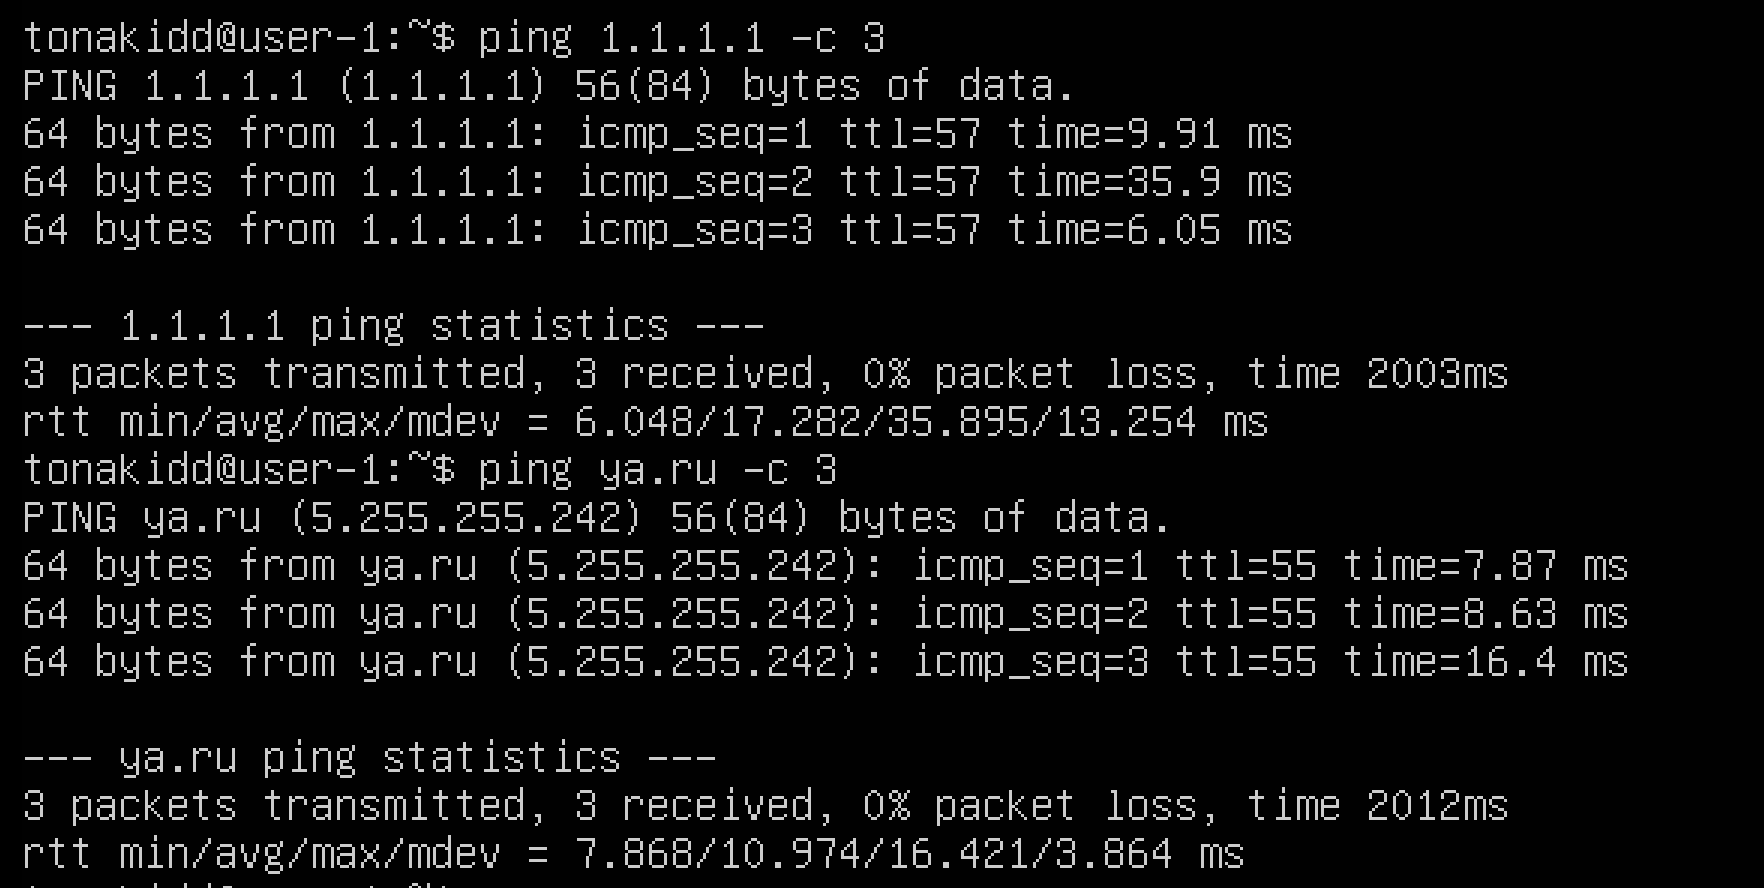 tonakidd@user-1:~$ ping 1.1.1.1 -c 3
PING 1.1.1.1 (1.1.1.1) 56(84) bytes of data.
64 bytes from 1.1.1.1: icmp_seq=1 ttl=57 time=9.91 ms
64 bytes from 1.1.1.1: icmp_seq=2 ttl=57 time=35.9 ms
64 bytes from 1.1.1.1: icmp_seq=3 ttl=57 time=6.05 ms
--- 1.1.1.1 ping statistics ---
3 packets transmitted, 3 received, 0% packet loss, time 2003ms
rtt min/avg/max/mdev = 6.048/17.282/35.895/13.254 ms
tonakidd@user-1:~$ ping ya.ru -c 3
PING ya.ru (5.255.255.242) 56(84) bytes of data.
64 bytes from ya.ru (5.255.255.242): icmp_seq=1 ttl=55 time=7.87 ms
64 bytes from ya.ru (5.255.255.242): icmp_seq=2 ttl=55 time=8.63 ms
64 bytes from ya.ru (5.255.255.242): icmp_seq=3 ttl=55 time=16.4 ms
--- ya.ru ping statistics ---
3 packets transmitted, 3 received, 0% packet loss, time 2012ms
rtt min/avg/max/mdev = 7.868/10.974/16.421/3.864 ms